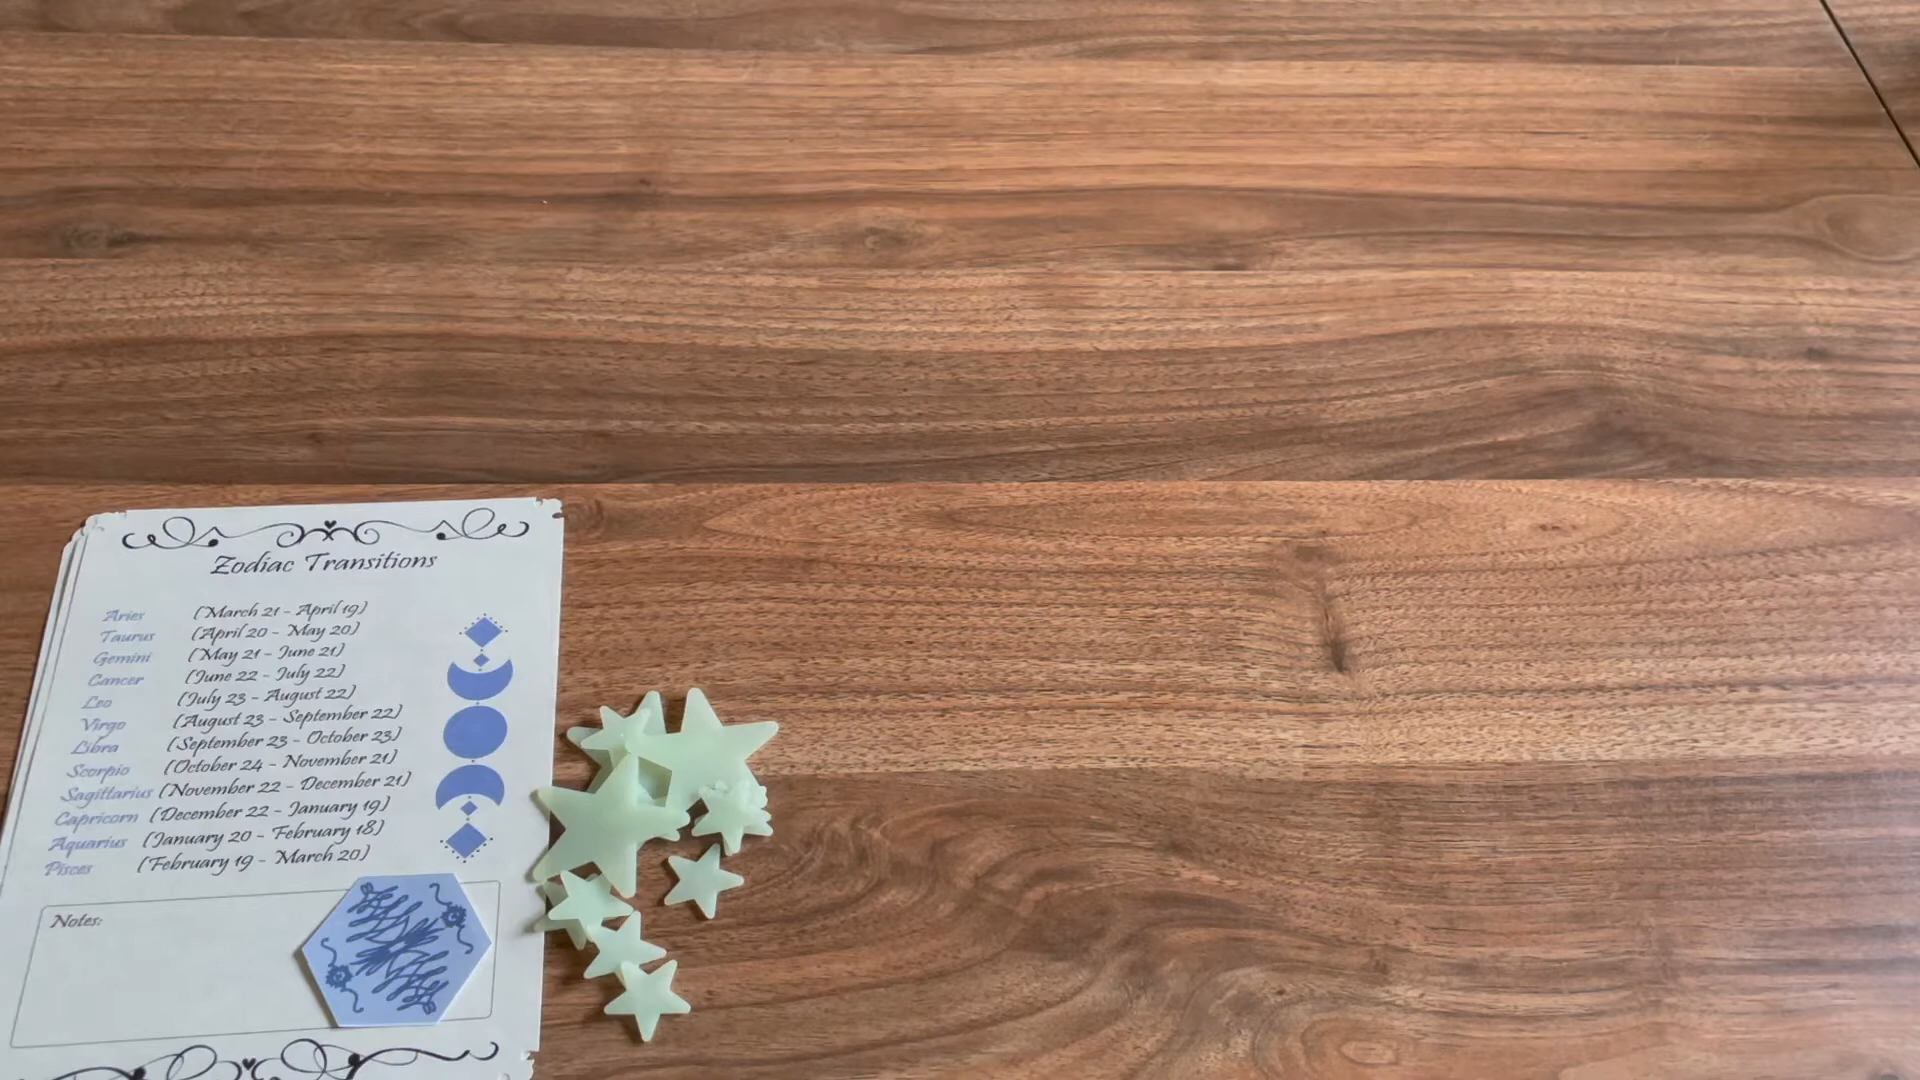 Zodiac Transitions
Aries (March 21 - April 19)
Taurus (April 20 - May 20)
Gemini (May 21 - June 21)
Cancer (June 22 - July 22)
Leo (July 23 - August 22)
Virgo (August 23 - September 22)
Libra (September 23 - October 23)
Scorpio (October 24 - November 21)
Sagittarius (November 22 - December 21)
Capricorn (December 22 - January 19)
Aquarius (January 20 - February 18)
Pisces (February 19 - March 20)
Notes: